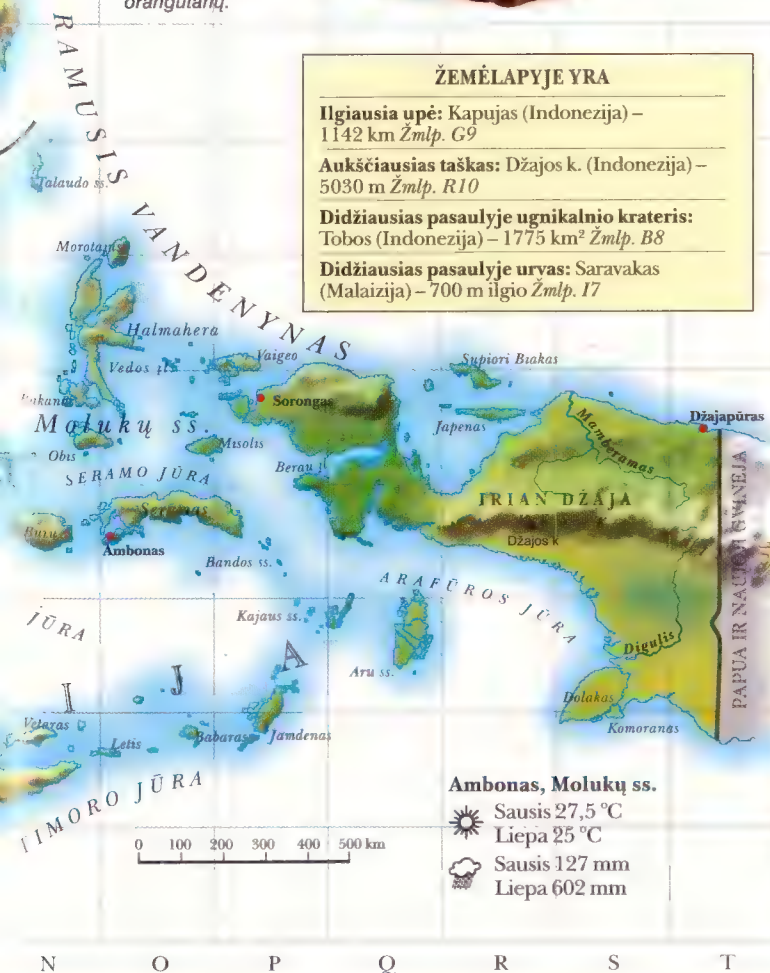 orangutanų.
RAMUSIS VANDENYNAS
ŽEMĖLAPYJE YRA
Ilgiausia upė: Kapujas (Indonezija) –
1142 km Žmlp. G9
Aukščiausias taškas: Džajos k. (Indonezija) –
5030 m Žmlp. R10
Didžiausias pasaulyje ugnikalnio krateris:
Tobos (Indonezija) – 1775 km² Žmlp. B8
Didžiausias pasaulyje urvas: Saravakas
(Malaizija) – 700 m ilgio Žmlp. I7
Talaudo ss.
Morotajis
Halmahera
Vedos įl.
Vaigeo
Supiori Biakas
Sorongas
Molukų ss.
Japenas
Džajapūras
Mamberamas
Obis
Misolis
Berau į.
SERAMO JŪRA
IRIAN DŽAJA
Seramas
Buru
Ambonas
Džajos k
Bandos ss.
ARAFŪROS JŪRA
PAPUA IR NAUJOJI GVINĖJA
Kajaus ss.
JŪRA
Aru ss.
Digulis
I J A
Dolakas
Komoranas
Vetaras
Letis
Babaras
Jamdenas
TIMORO JŪRA
Ambonas, Molukų ss.
Sausis 27,5 °C
Liepa 25 °C
Sausis 127 mm
Liepa 602 mm
0 100 200 300 400 500 km
N O P Q R S T